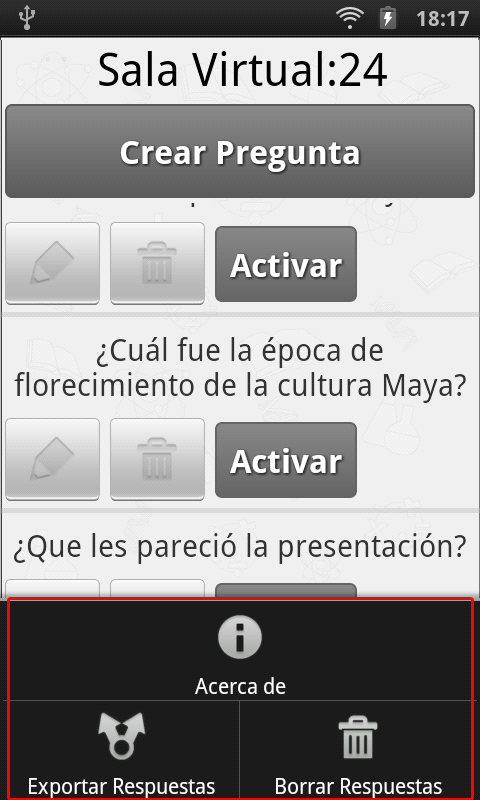 18:17
Sala Virtual:24
Crear Pregunta
Activar
¿Cuál fue la época de
florecimiento de la cultura Maya?
Activar
¿Que les pareció la presentación?
Acerca de
Exportar Respuestas
Borrar Respuestas